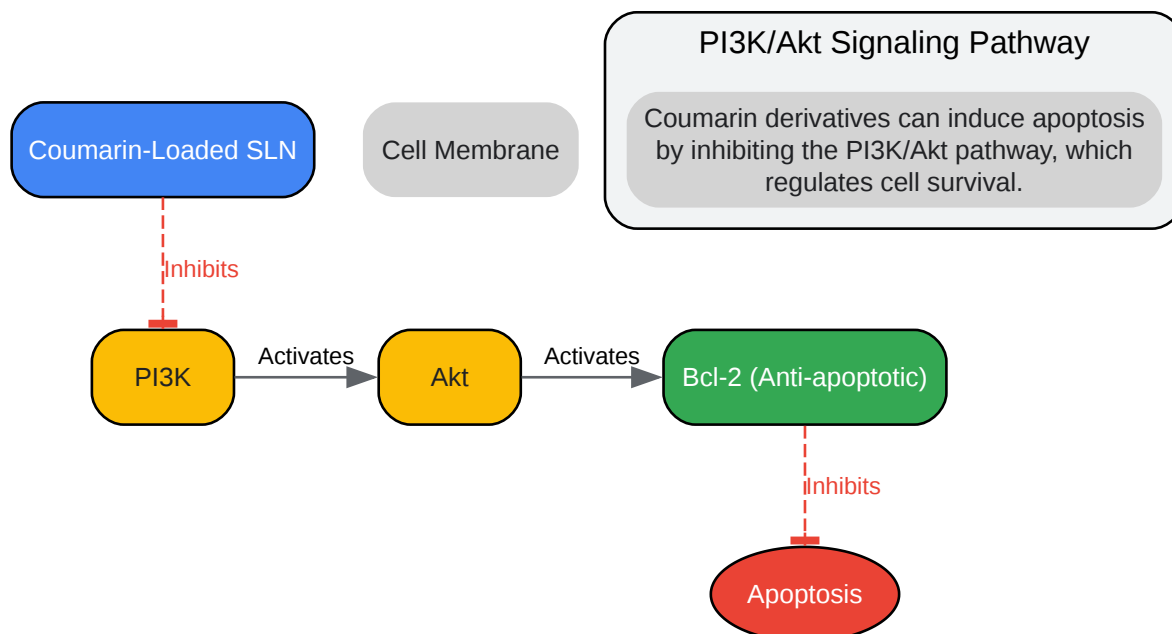 PI3K/Akt Signaling Pathway
Coumarin derivatives can induce apoptosis
by inhibiting the PI3K/Akt pathway, which
regulates cell survival.
Coumarin-Loaded SLN
Cell Membrane
Inhibits
PI3K
Activates
Akt
Activates
Bcl-2 (Anti-apoptotic)
Inhibits
Apoptosis